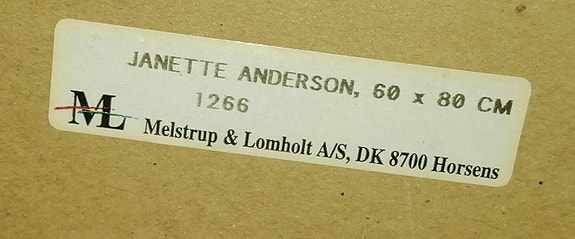 JANETTE ANDERSON, 60 x 80 CM
1266
ML Melstrup & Lomholt A/S, DK 8700 Horsens